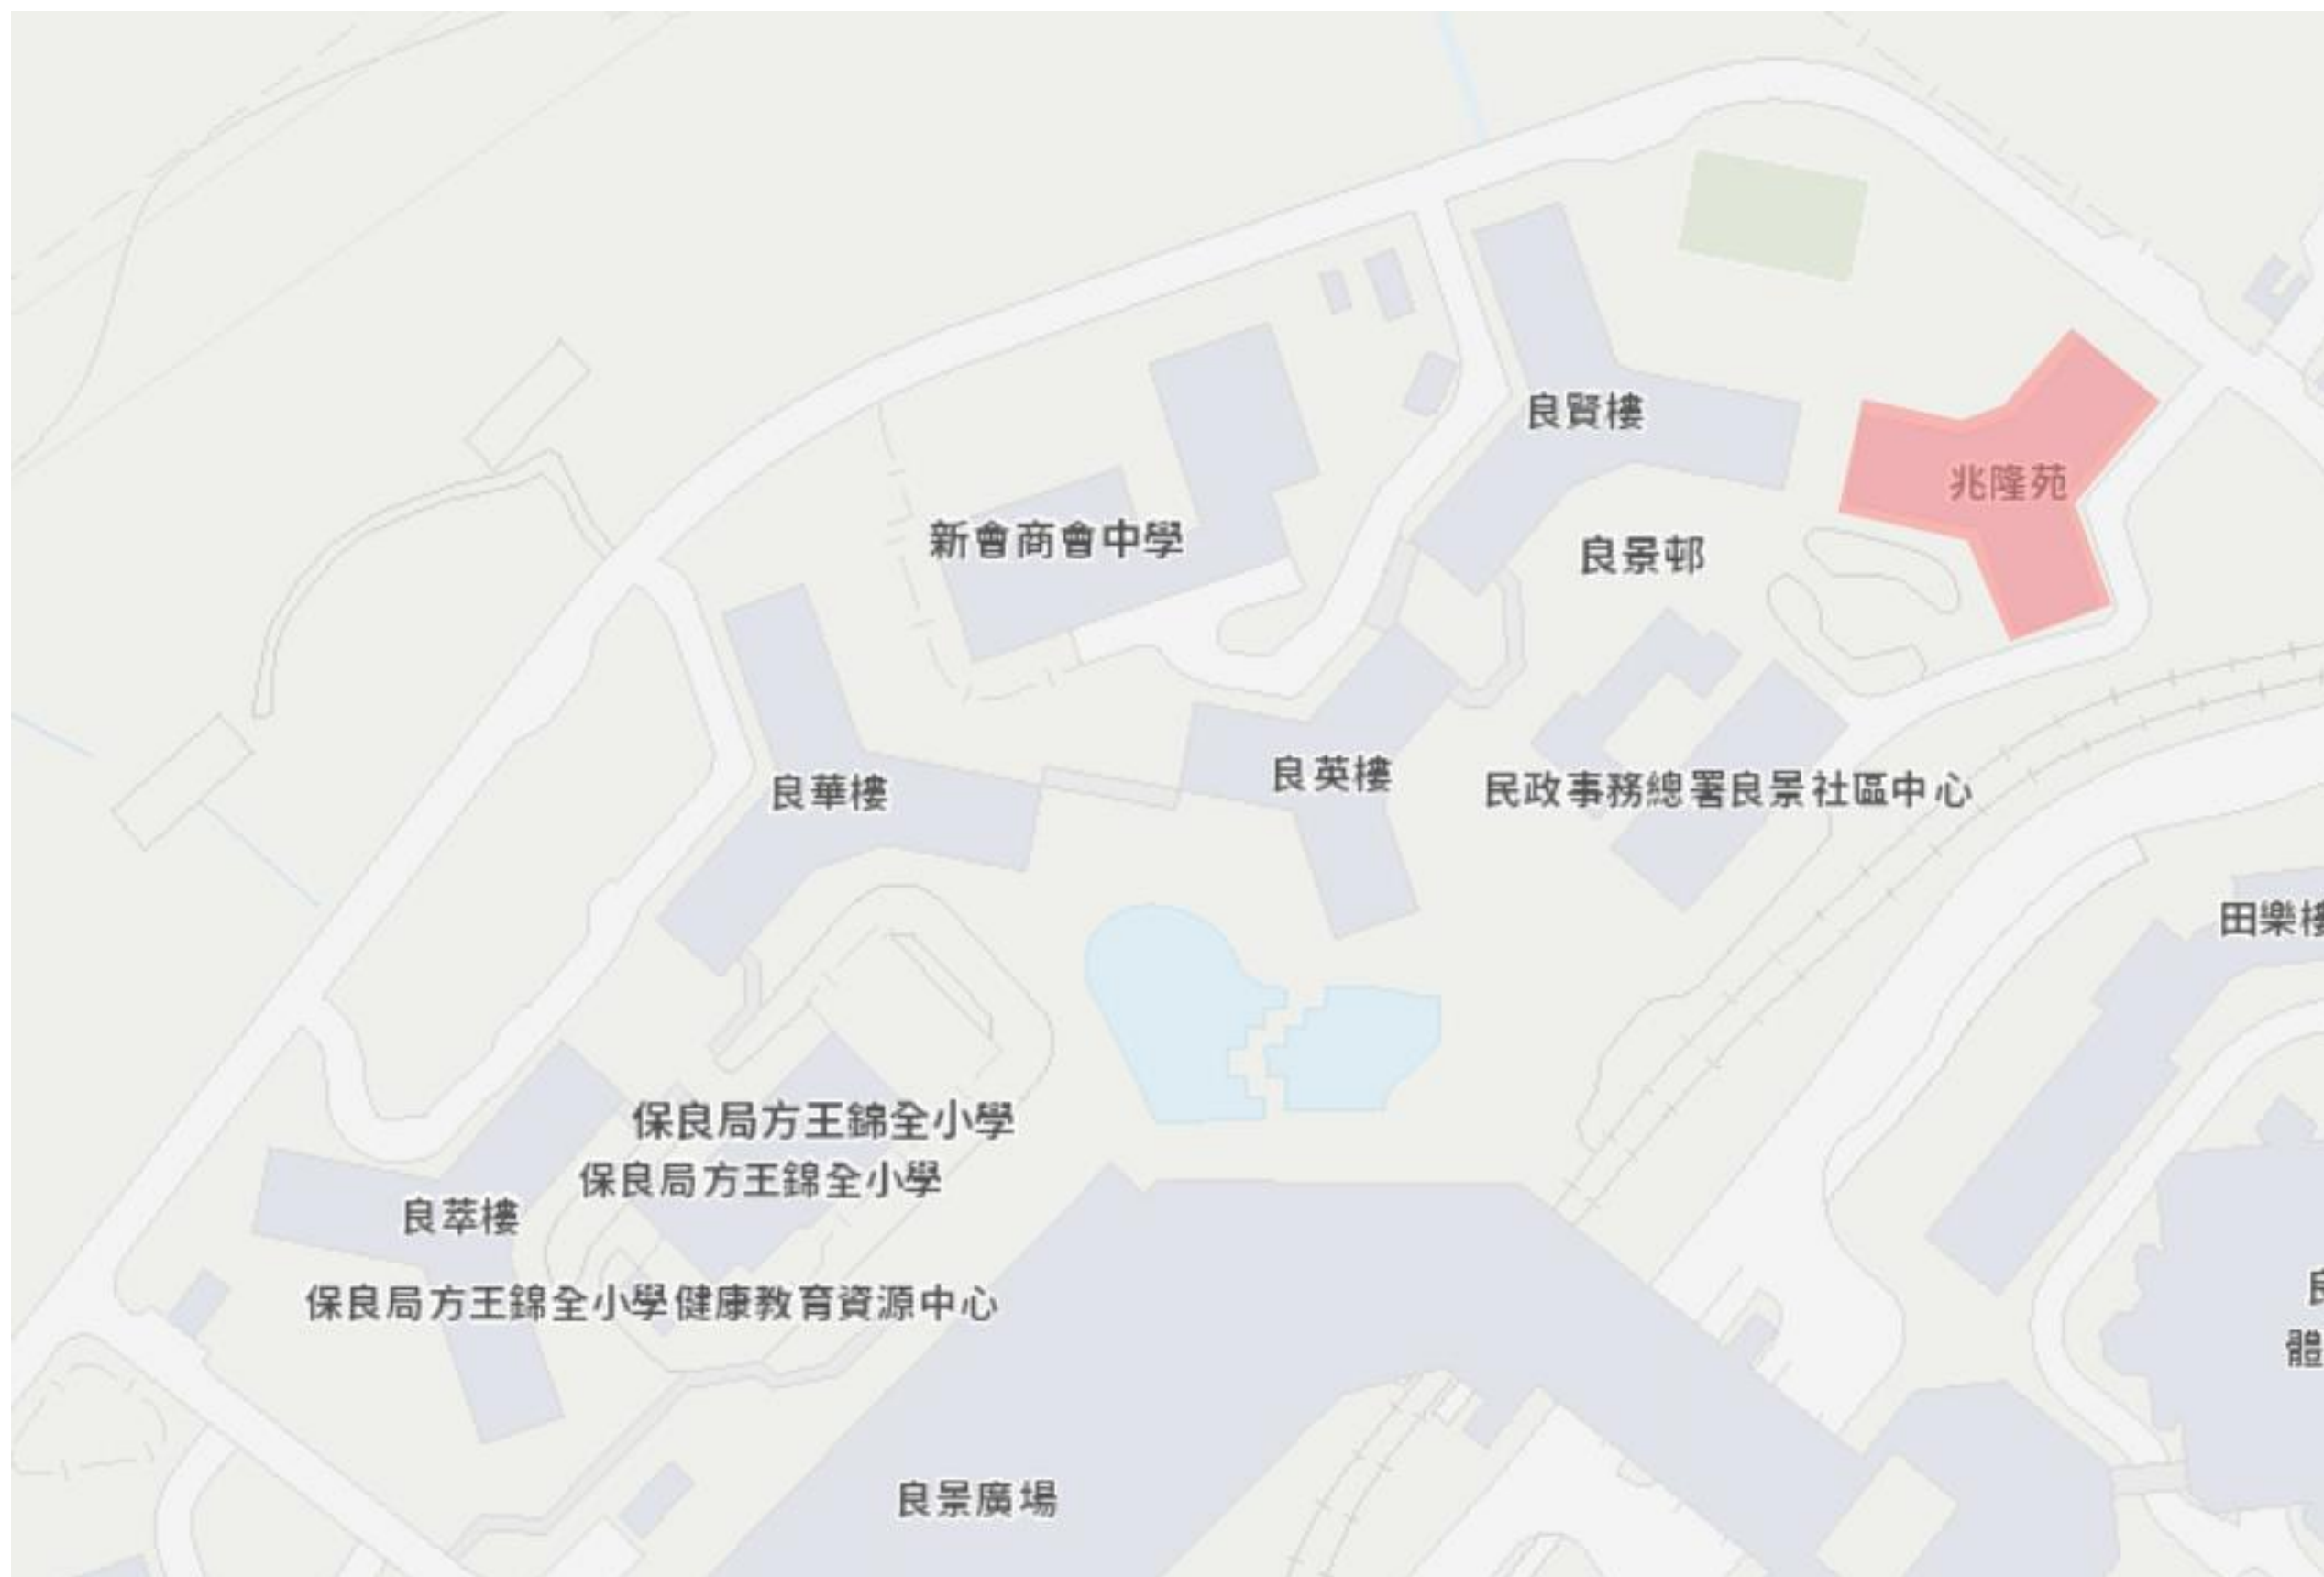 良賢樓
兆隆苑
新會商會中學
良景邨
良華樓
良英樓
民政事務總署良景社區中心
田樂樓
保良局方王錦全小學
保良局方王錦全小學
良萃樓
保良局方王錦全小學健康教育資源中心
良景廣場